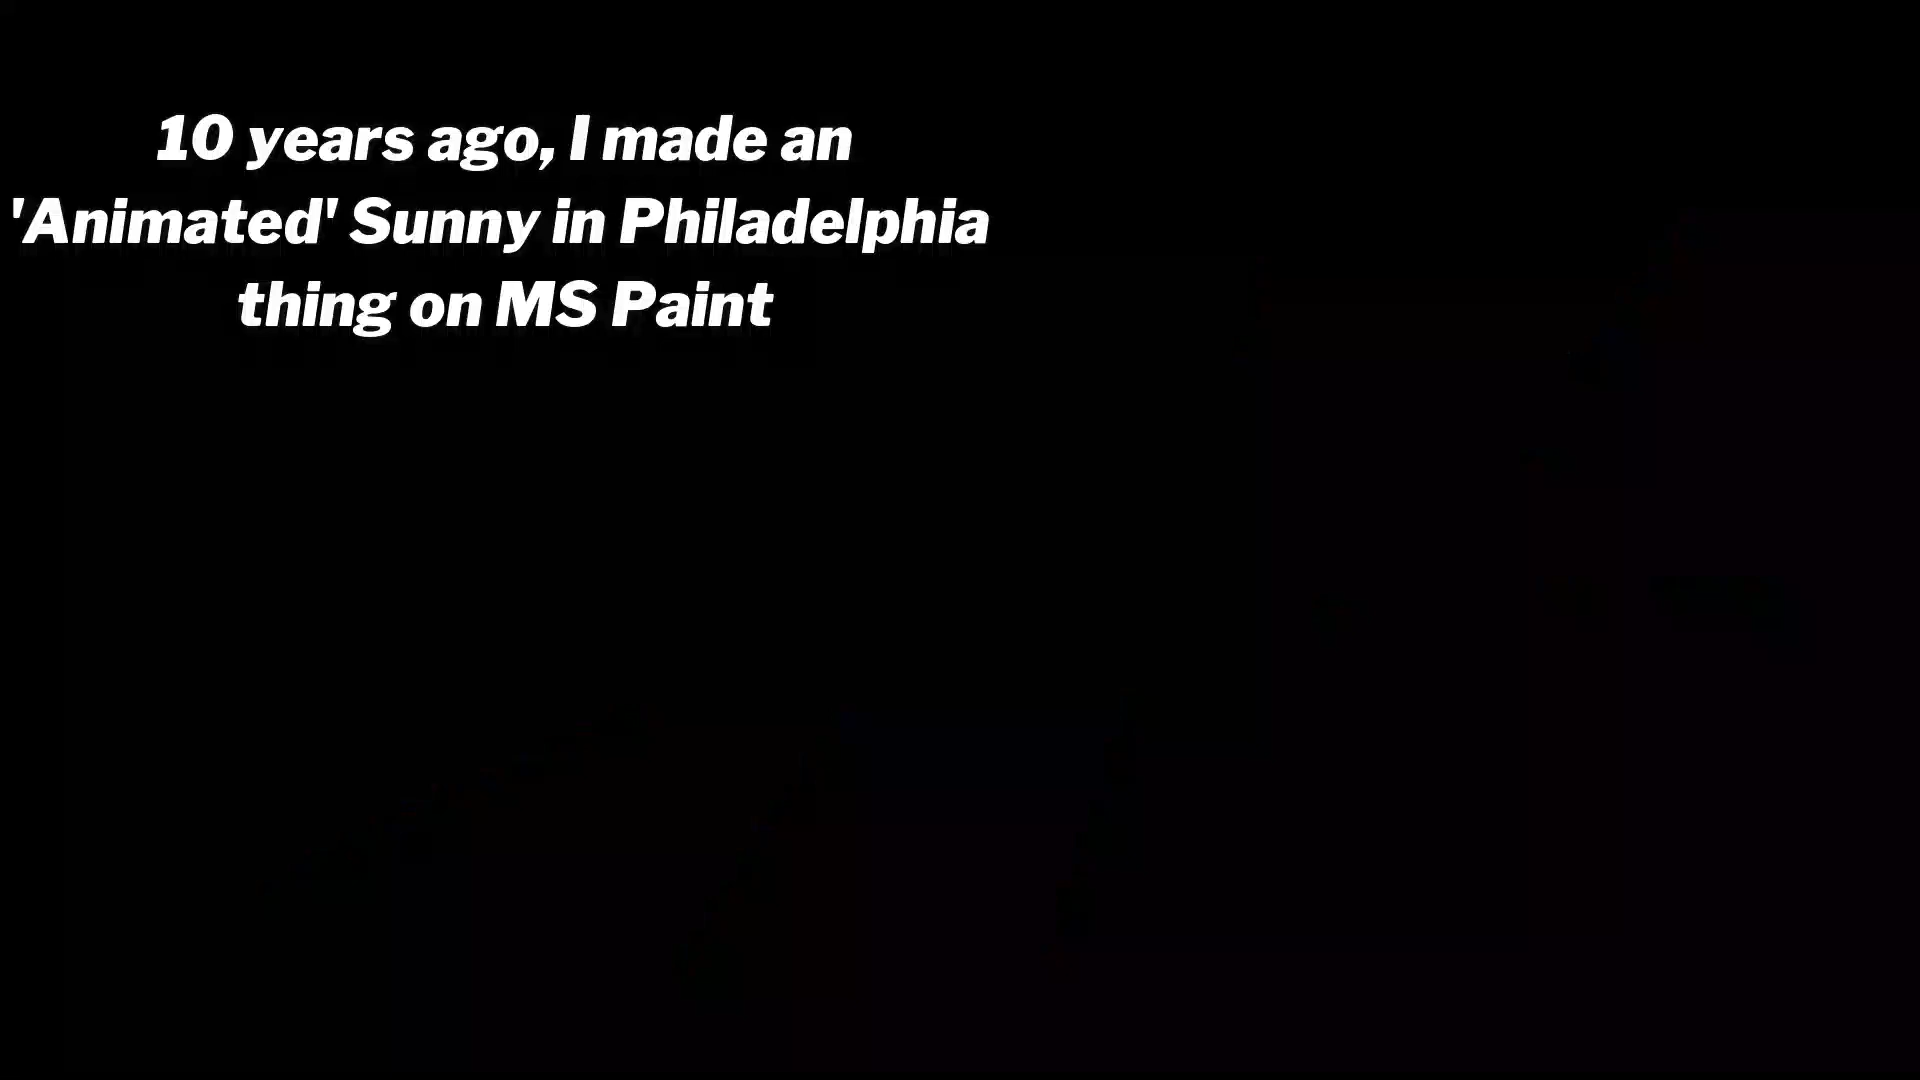 10 years ago, I made an
'Animated' Sunny in Philadelphia
thing on MS Paint